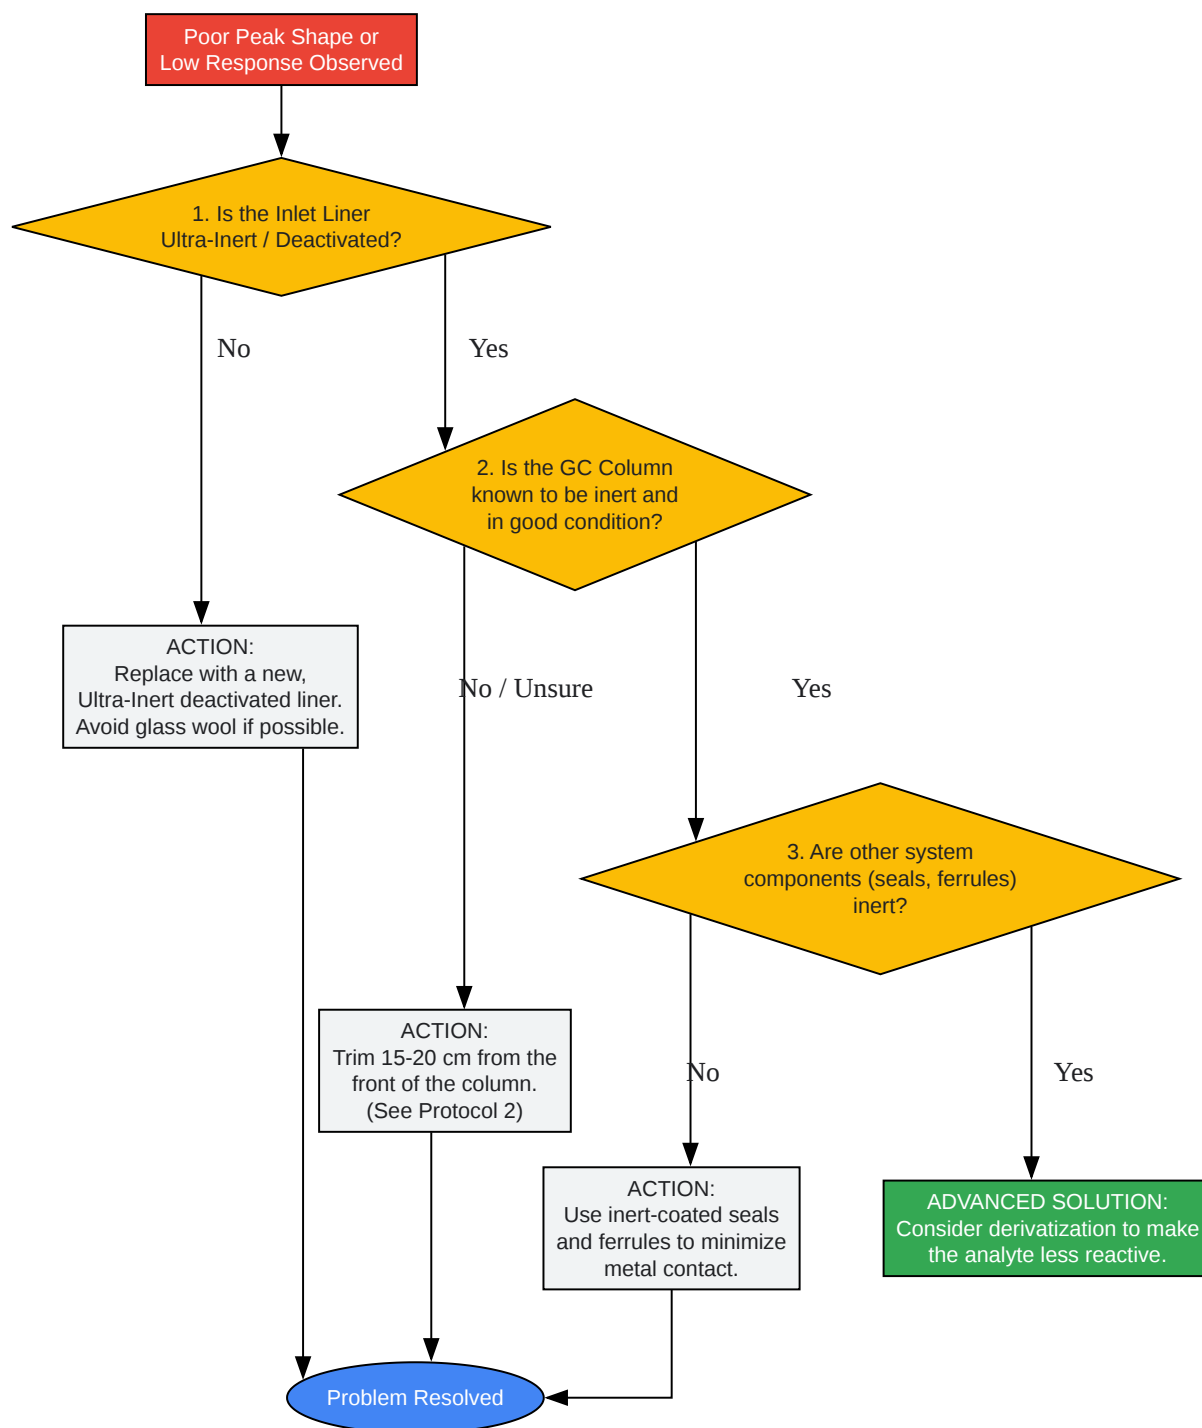 Poor Peak Shape or
Low Response Observed
1. Is the Inlet Liner
Ultra-Inert / Deactivated?
No
Yes
2. Is the GC Column
known to be inert and
in good condition?
ACTION:
Replace with a new,
Ultra-Inert deactivated liner.
Avoid glass wool if possible.
No / Unsure
Yes
3. Are other system
components (seals, ferrules)
inert?
ACTION:
Trim 15-20 cm from the
front of the column.
(See Protocol 2)
No
Yes
ACTION:
Use inert-coated seals
and ferrules to minimize
metal contact.
ADVANCED SOLUTION:
Consider derivatization to make
the analyte less reactive.
Problem Resolved